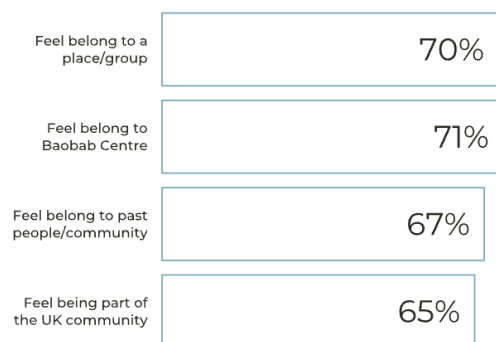 Feel belong to a
place/group
70%
Feel belong to
Baobab Centre
71%
Feel belong to past
people/community
67%
Feel being part of
the UK community
65%